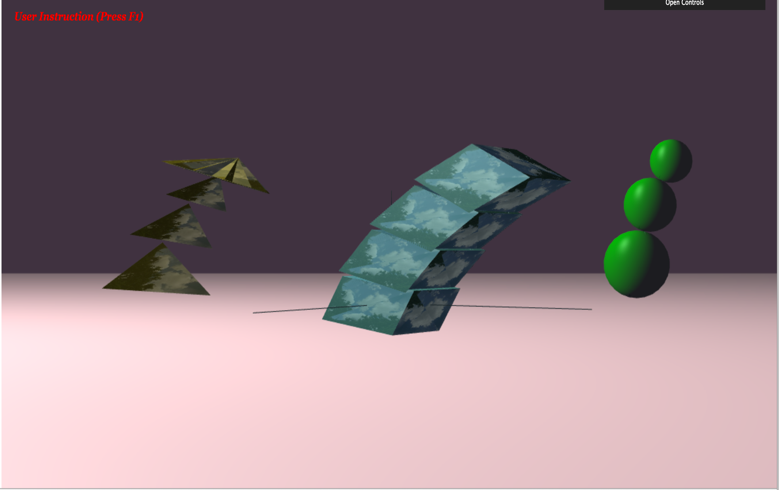 User Instruction (Press F1)
Open Controls